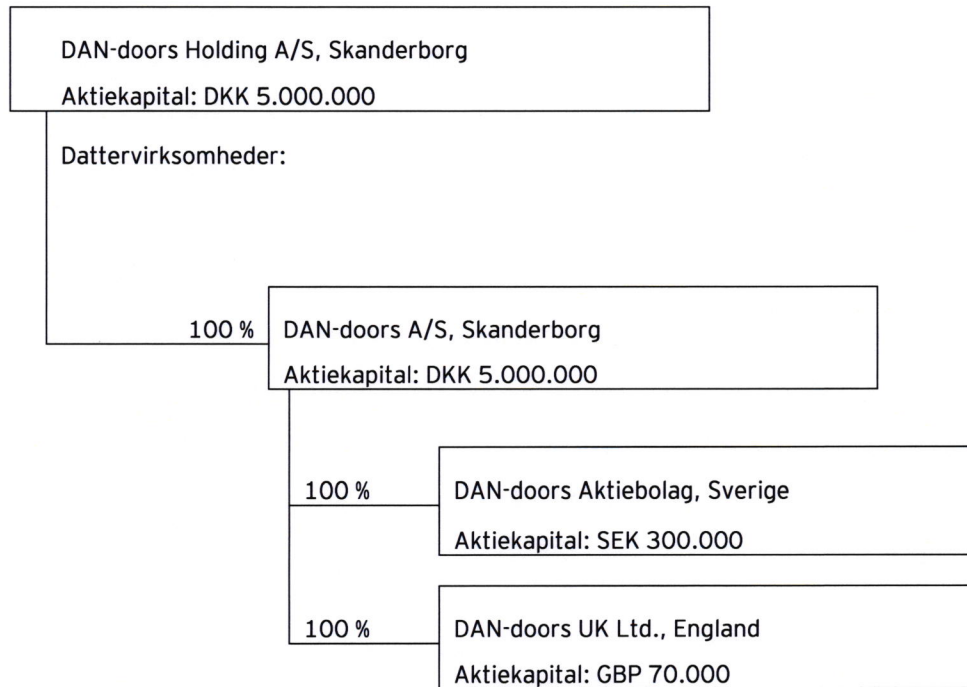 DAN-doors Holding A/S, Skanderborg
Aktiekapital: DKK 5.000.000
Dattervirksomheder:
100 % DAN-doors A/S, Skanderborg
Aktiekapital: DKK 5.000.000
100 % DAN-doors Aktiebolag, Sverige
Aktiekapital: SEK 300.000
100 % DAN-doors UK Ltd., England
Aktiekapital: GBP 70.000